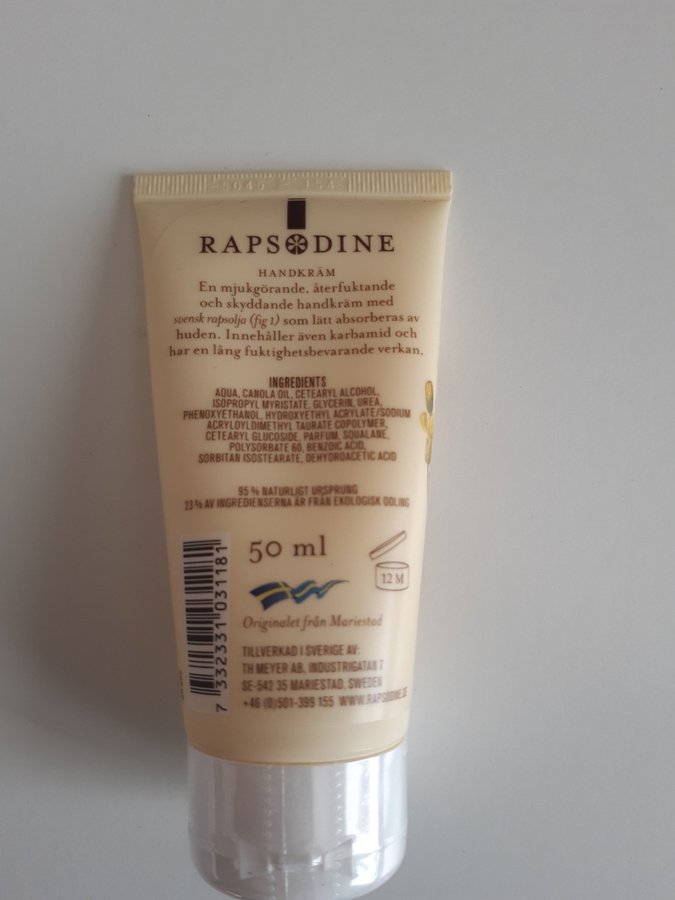 5045 154
RAPSODINE
HANDKRÄM
En mjukgörande, återfuktande
och skyddande handkräm med
svensk rapsolja (fig 1) som lätt absorberas av
huden. Innehåller även karbamid och
har en lång fuktighetsbevarande verkan.
INGREDIENTS
AQUA, CANOLA OIL, CETEARYL ALCOHOL,
ISOPROPYL MYRISTATE, GLYCERIN, UREA,
PHENOXYETHANOL, HYDROXYETHYL ACRYLATE/SODIUM
ACRYLOYLDIMETHYL TAURATE COPOLYMER,
CETEARYL GLUCOSIDE, PARFUM, SQUALANE,
POLYSORBATE 60, BENZOIC ACID,
SORBITAN ISOSTEARATE, DEHYDROACETIC ACID
95 % NATURLIGT URSPRUNG
23 % AV INGREDIENSERNA ÄR FRÅN EKOLOGISK ODLING
50 ml
12 M
Originalet från Mariestad
TILLVERKAD I SVERIGE AV:
TH MEYER AB, INDUSTRIGATAN 7
SE-542 35 MARIESTAD, SWEDEN
+46 (0)501-399 155 WWW.RAPSODINE.SE
7 332331 031181